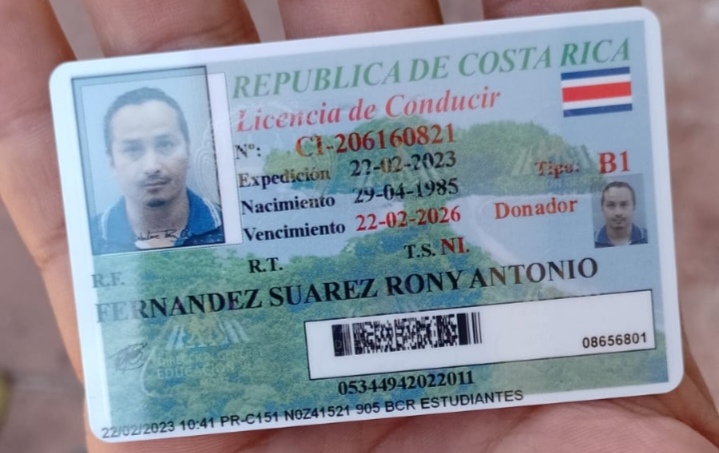 REPUBLICA DE COSTA RICA
Licencia de Conducir
Nº: CI-206160821
Expedición 22-02-2023 Tipo: B1
Nacimiento 29-04-1985
Vencimiento 22-02-2026 Donador
R.F. R.T. T.S. NI.
FERNANDEZ SUAREZ RONY ANTONIO
08656801
EDUCACION
05344942022011
22/02/2023 10:41 PR-C151 N0Z41521 905 BCR ESTUDIANTES